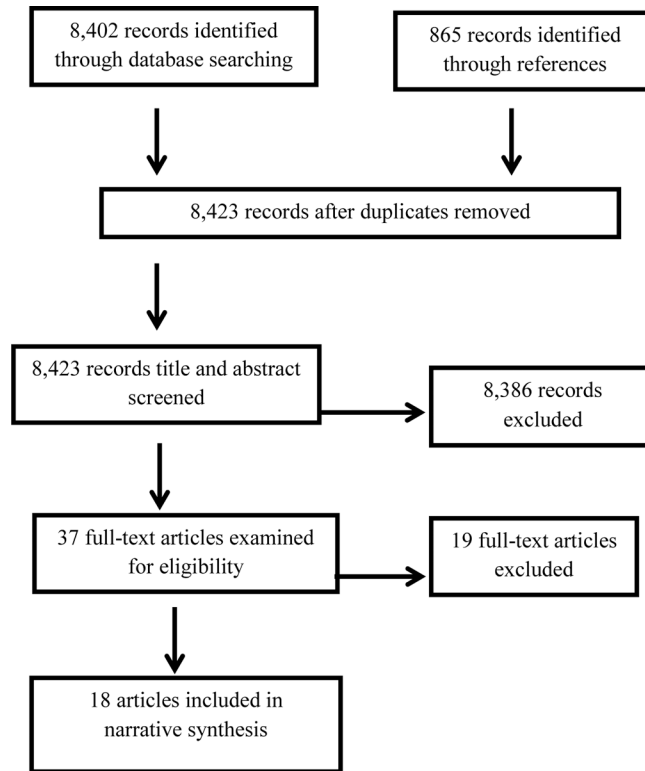 8,402 records identified
through database searching
865 records identified
through references
8,423 records after duplicates removed
8,423 records title and abstract
screened
8,386 records
excluded
37 full-text articles examined
for eligibility
19 full-text articles
excluded
18 articles included in
narrative synthesis